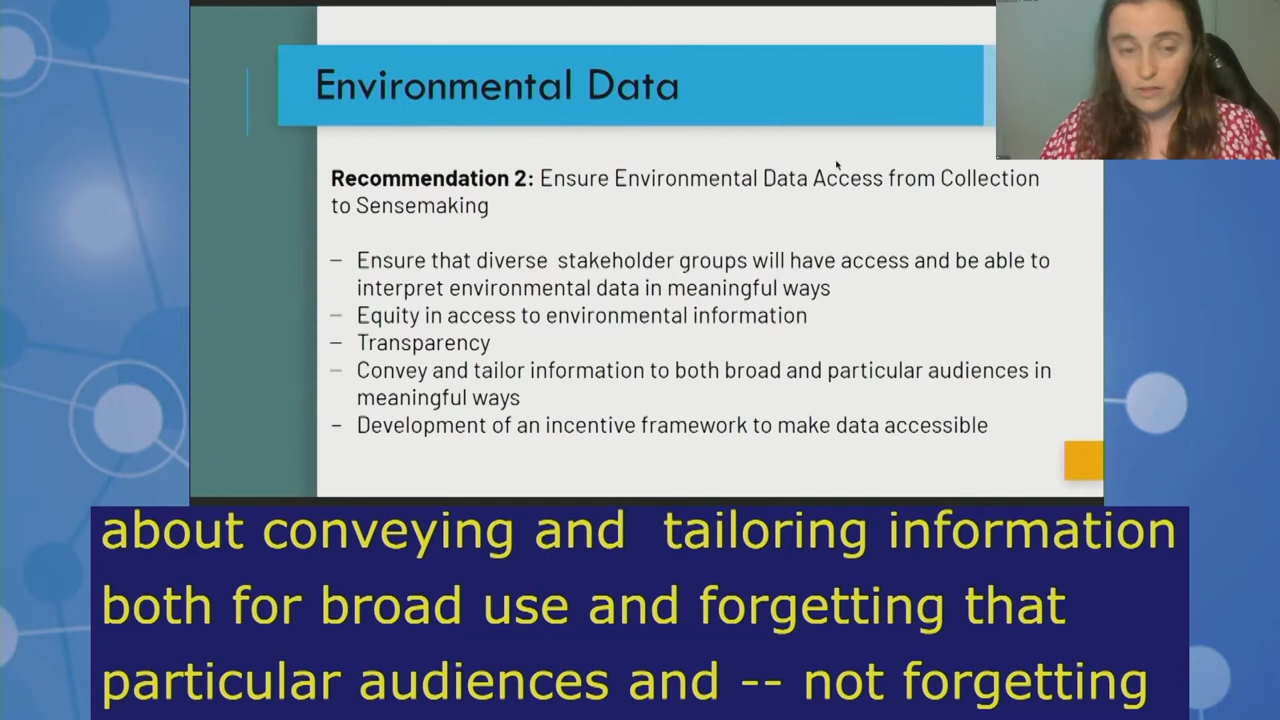 Environmental Data
Recommendation 2: Ensure Environmental Data Access from Collection
to Sensemaking
– Ensure that diverse stakeholder groups will have access and be able to
interpret environmental data in meaningful ways
– Equity in access to environmental information
– Transparency
– Convey and tailor information to both broad and particular audiences in
meaningful ways
– Development of an incentive framework to make data accessible
about conveying and tailoring information
both for broad use and forgetting that
particular audiences and -- not forgetting